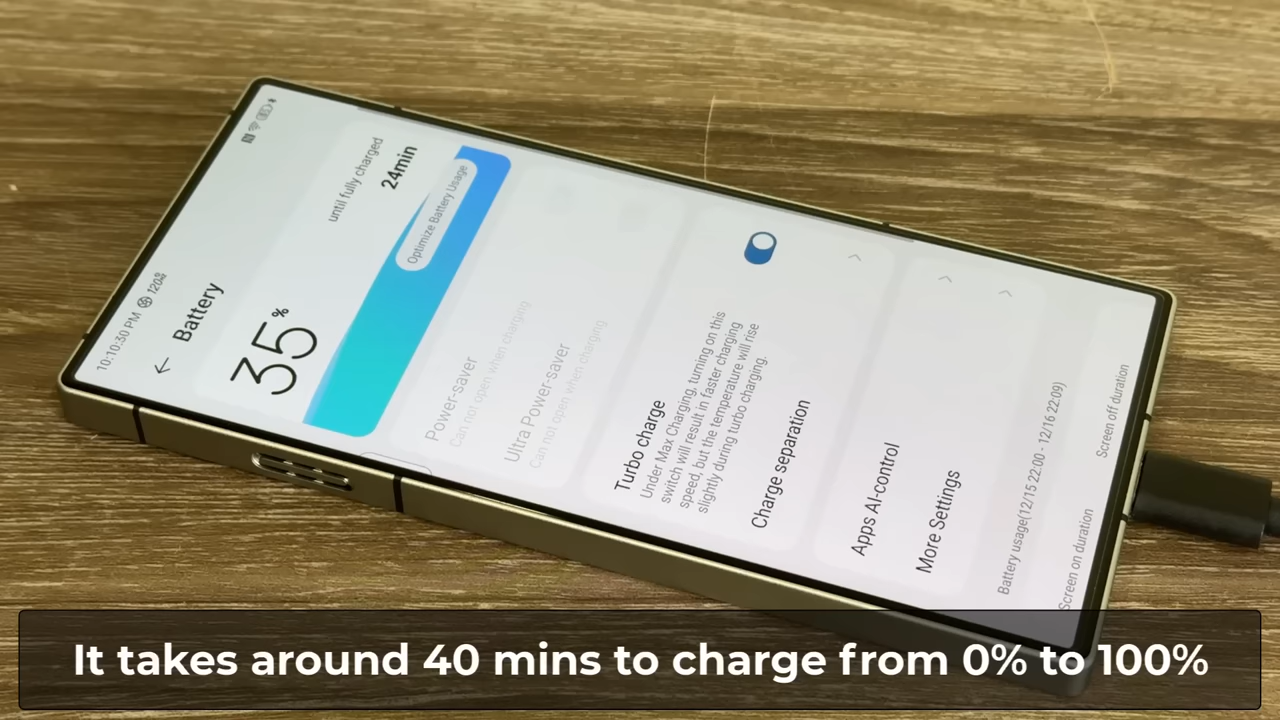 10:10:30 PM
120
← Battery
35%
until fully charged
24min
Optimize Battery Usage
Power-saver
Can not open when charging
Ultra Power-saver
Can not open when charging
Turbo charge
Under Max Charging, turning on this
switch will result in faster charging
speed, but the temperature will rise
slightly during turbo charging.
Charge separation
Apps AI-control
More Settings
Battery usage(12/15 22:00 - 12/16 22:09)
Screen on duration
Screen off duration
It takes around 40 mins to charge from 0% to 100%